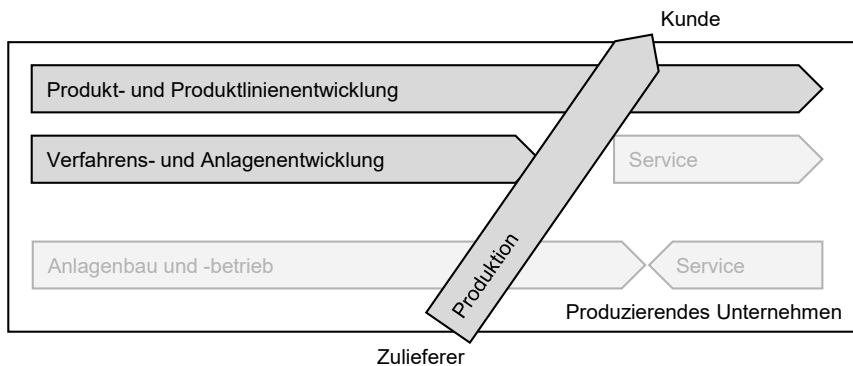 Kunde
Produkt- und Produktlinienentwicklung
Verfahrens- und Anlagenentwicklung
Service
Produktion
Anlagenbau und -betrieb
Service
Produzierendes Unternehmen
Zulieferer